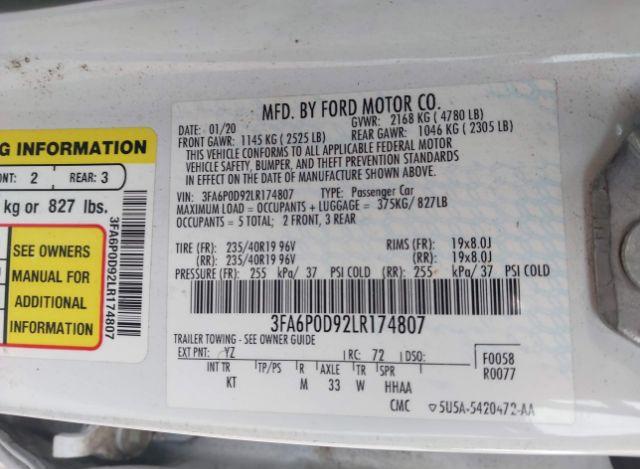 G INFORMATION
NT: 2 REAR: 3
kg or 827 lbs.
SEE OWNERS
MANUAL FOR
ADDITIONAL
INFORMATION
3FA6P0D92LR174807
MFD. BY FORD MOTOR CO.
DATE: 01/20 GVWR: 2168 KG ( 4780 LB)
FRONT GAWR: 1145 KG ( 2525 LB) REAR GAWR: 1046 KG ( 2305 LB)
THIS VEHICLE CONFORMS TO ALL APPLICABLE FEDERAL MOTOR
VEHICLE SAFETY, BUMPER, AND THEFT PREVENTION STANDARDS
IN EFFECT ON THE DATE OF MANUFACTURE SHOWN ABOVE.
VIN: 3FA6P0D92LR174807 TYPE: Passenger Car
MAXIMUM LOAD = OCCUPANTS + LUGGAGE = 375KG / 827LB
OCCUPANTS = 5 TOTAL; 2 FRONT, 3 REAR
TIRE (FR): 235/40R19 96V RIMS (FR): 19x8.0J
(RR): 235/40R19 96V (RR): 19x8.0J
PRESSURE (FR): 255 kPa/ 37 PSI COLD (RR): 255 kPa/ 37 PSI COLD
3FA6P0D92LR174807
TRAILER TOWING - SEE OWNER GUIDE
EXT PNT: YZ RC: 72 DSO: F0058
INT TR TP/PS R AXLE TR SPR R0077
KT M 33 W HHAA
CMC 5U5A-5420472-AA